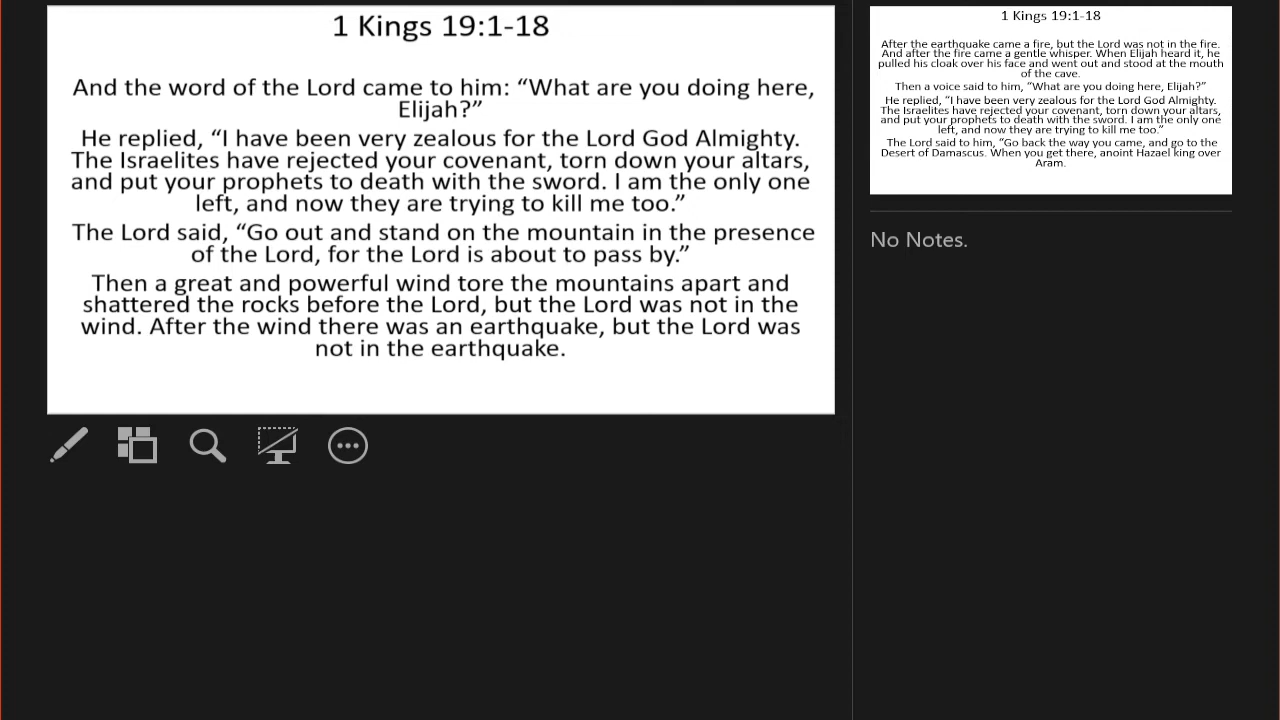 1 Kings 19:1-18
And the word of the Lord came to him: “What are you doing here,
Elijah?”
He replied, “I have been very zealous for the Lord God Almighty.
The Israelites have rejected your covenant, torn down your altars,
and put your prophets to death with the sword. I am the only one
left, and now they are trying to kill me too.”
The Lord said, “Go out and stand on the mountain in the presence
of the Lord, for the Lord is about to pass by.”
Then a great and powerful wind tore the mountains apart and
shattered the rocks before the Lord, but the Lord was not in the
wind. After the wind there was an earthquake, but the Lord was
not in the earthquake.
1 Kings 19:1-18
After the earthquake came a fire, but the Lord was not in the fire.
And after the fire came a gentle whisper. When Elijah heard it, he
pulled his cloak over his face and went out and stood at the mouth
of the cave.
Then a voice said to him, “What are you doing here, Elijah?”
He replied, “I have been very zealous for the Lord God Almighty.
The Israelites have rejected your covenant, torn down your altars,
and put your prophets to death with the sword. I am the only one
left, and now they are trying to kill me too.”
The Lord said to him, “Go back the way you came, and go to the
Desert of Damascus. When you get there, anoint Hazael king over
Aram.
No Notes.